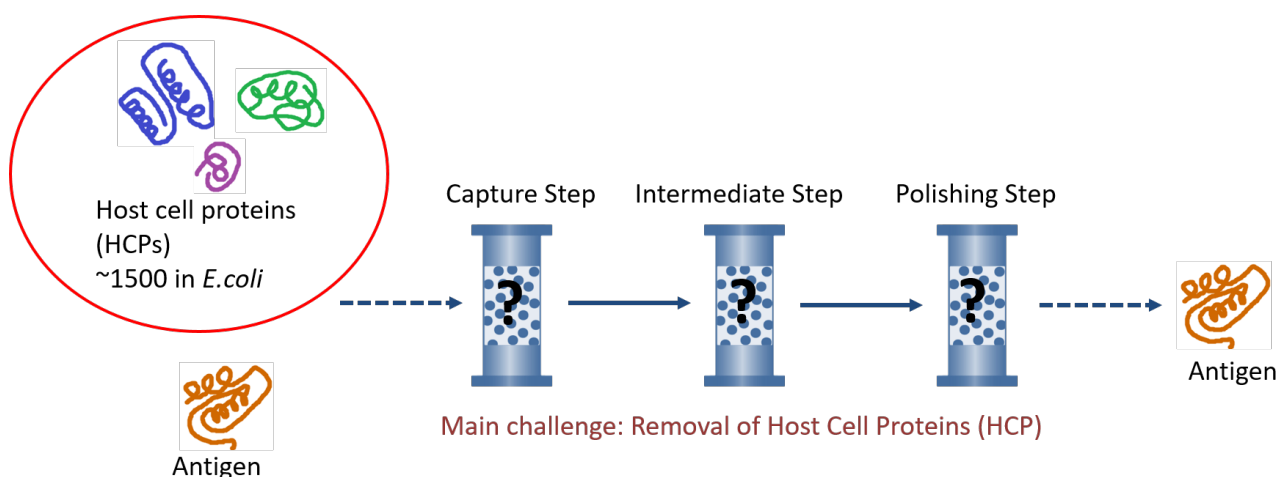 Host cell proteins
(HCPs)
~1500 in E.coli
Antigen
Capture Step
Intermediate Step
Polishing Step
?
?
?
Main challenge: Removal of Host Cell Proteins (HCP)
Antigen